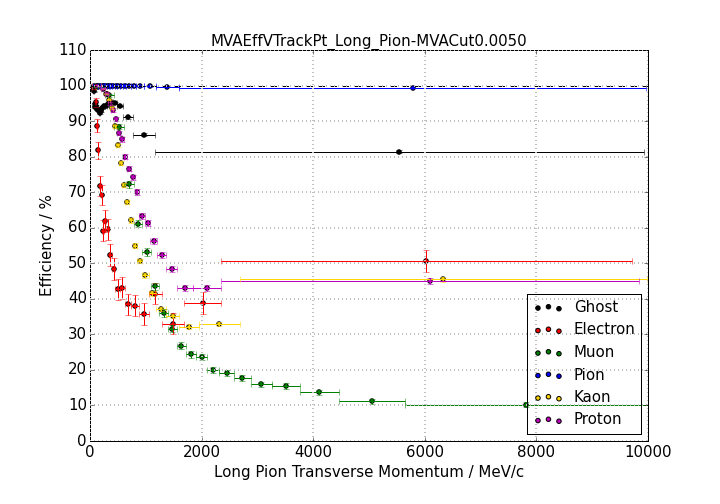 MVAEffVTrackPt_Long_Pion-MVACut0.0050
110
100
90
80
70
60
50
40
30
20
10
0
Efficiency / %
0 2000 4000 6000 8000 10000
Long Pion Transverse Momentum / MeV/c
Ghost
Electron
Muon
Pion
Kaon
Proton